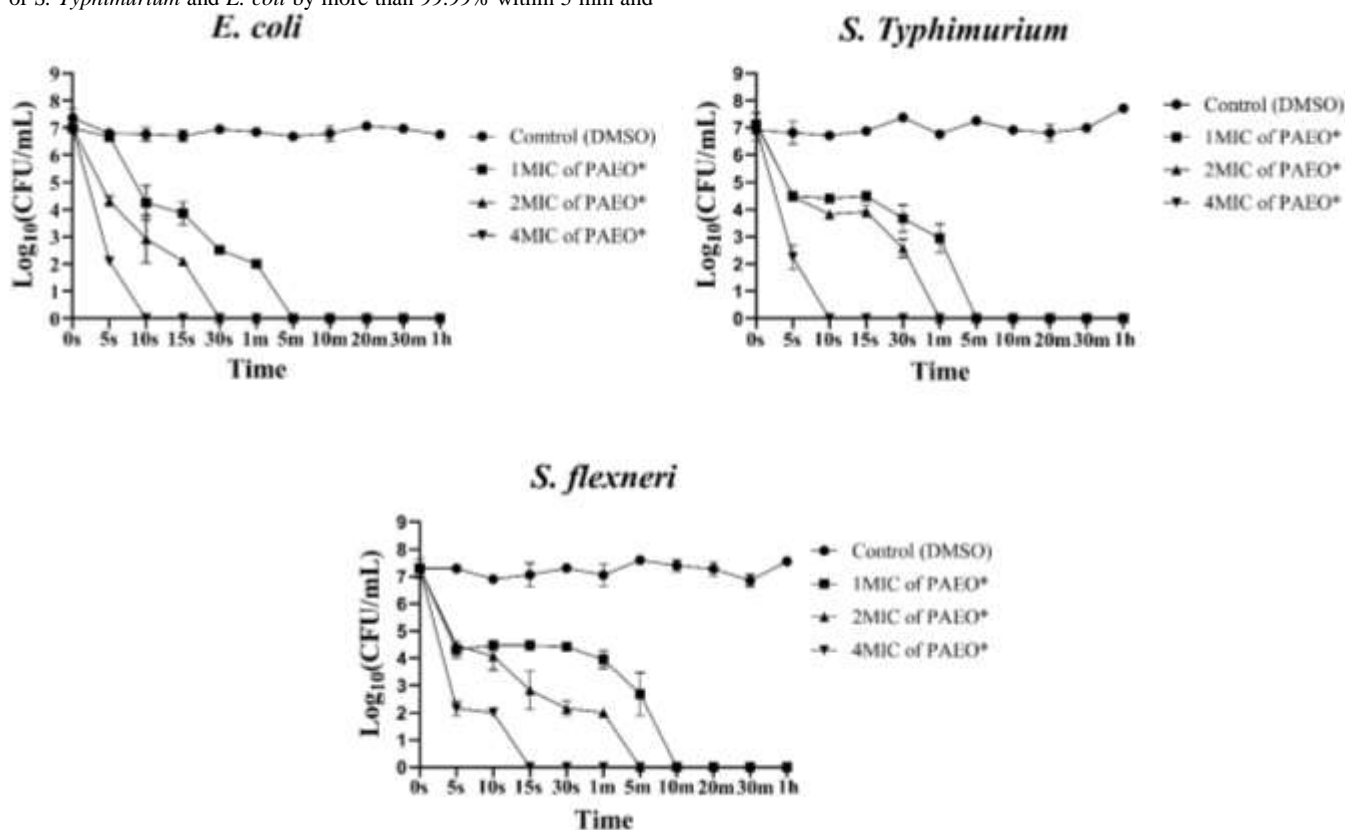 of S. Typhimurium and E. coli by more than 99.99% within 5 min and
E. coli
Log10(CFU/mL)
9
8
7
6
5
4
3
2
1
0
0s 5s 10s 15s 30s 1m 5m 10m 20m 30m 1h
Time
Comtrol (DMSO)
1MIC of PAEO*
2MIC of PAEO*
4MIC of PAEO*
S. Typhimurium
Log10(CFU/mL)
9
8
7
6
5
4
3
2
1
0
0s 5s 10s 15s 30s 1m 5m 10m 20m 30m 1h
Time
Control (DMSO)
1MIC of PAEO*
2MIC of PAEO*
4MIC of PAEO*
S. flexneri
Log10(CFU/mL)
9
8
7
6
5
4
3
2
1
0
0s 5s 10s 15s 30s 1m 5m 10m 20m 30m 1h
Time
Control (DMSO)
1MIC of PAEO*
2MIC of PAEO*
4MIC of PAEO*